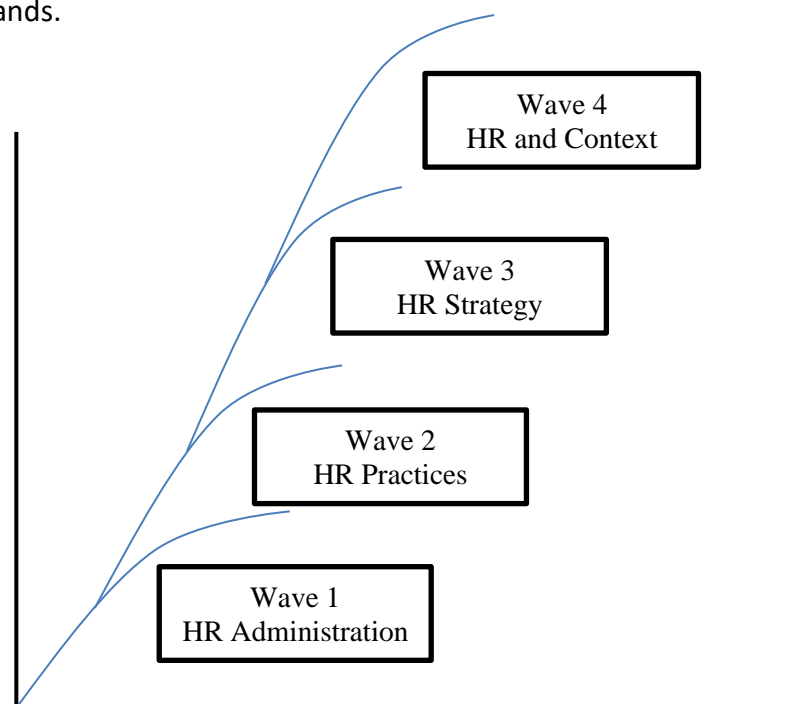 ands.
Wave 4
HR and Context
Wave 3
HR Strategy
Wave 2
HR Practices
Wave 1
HR Administration